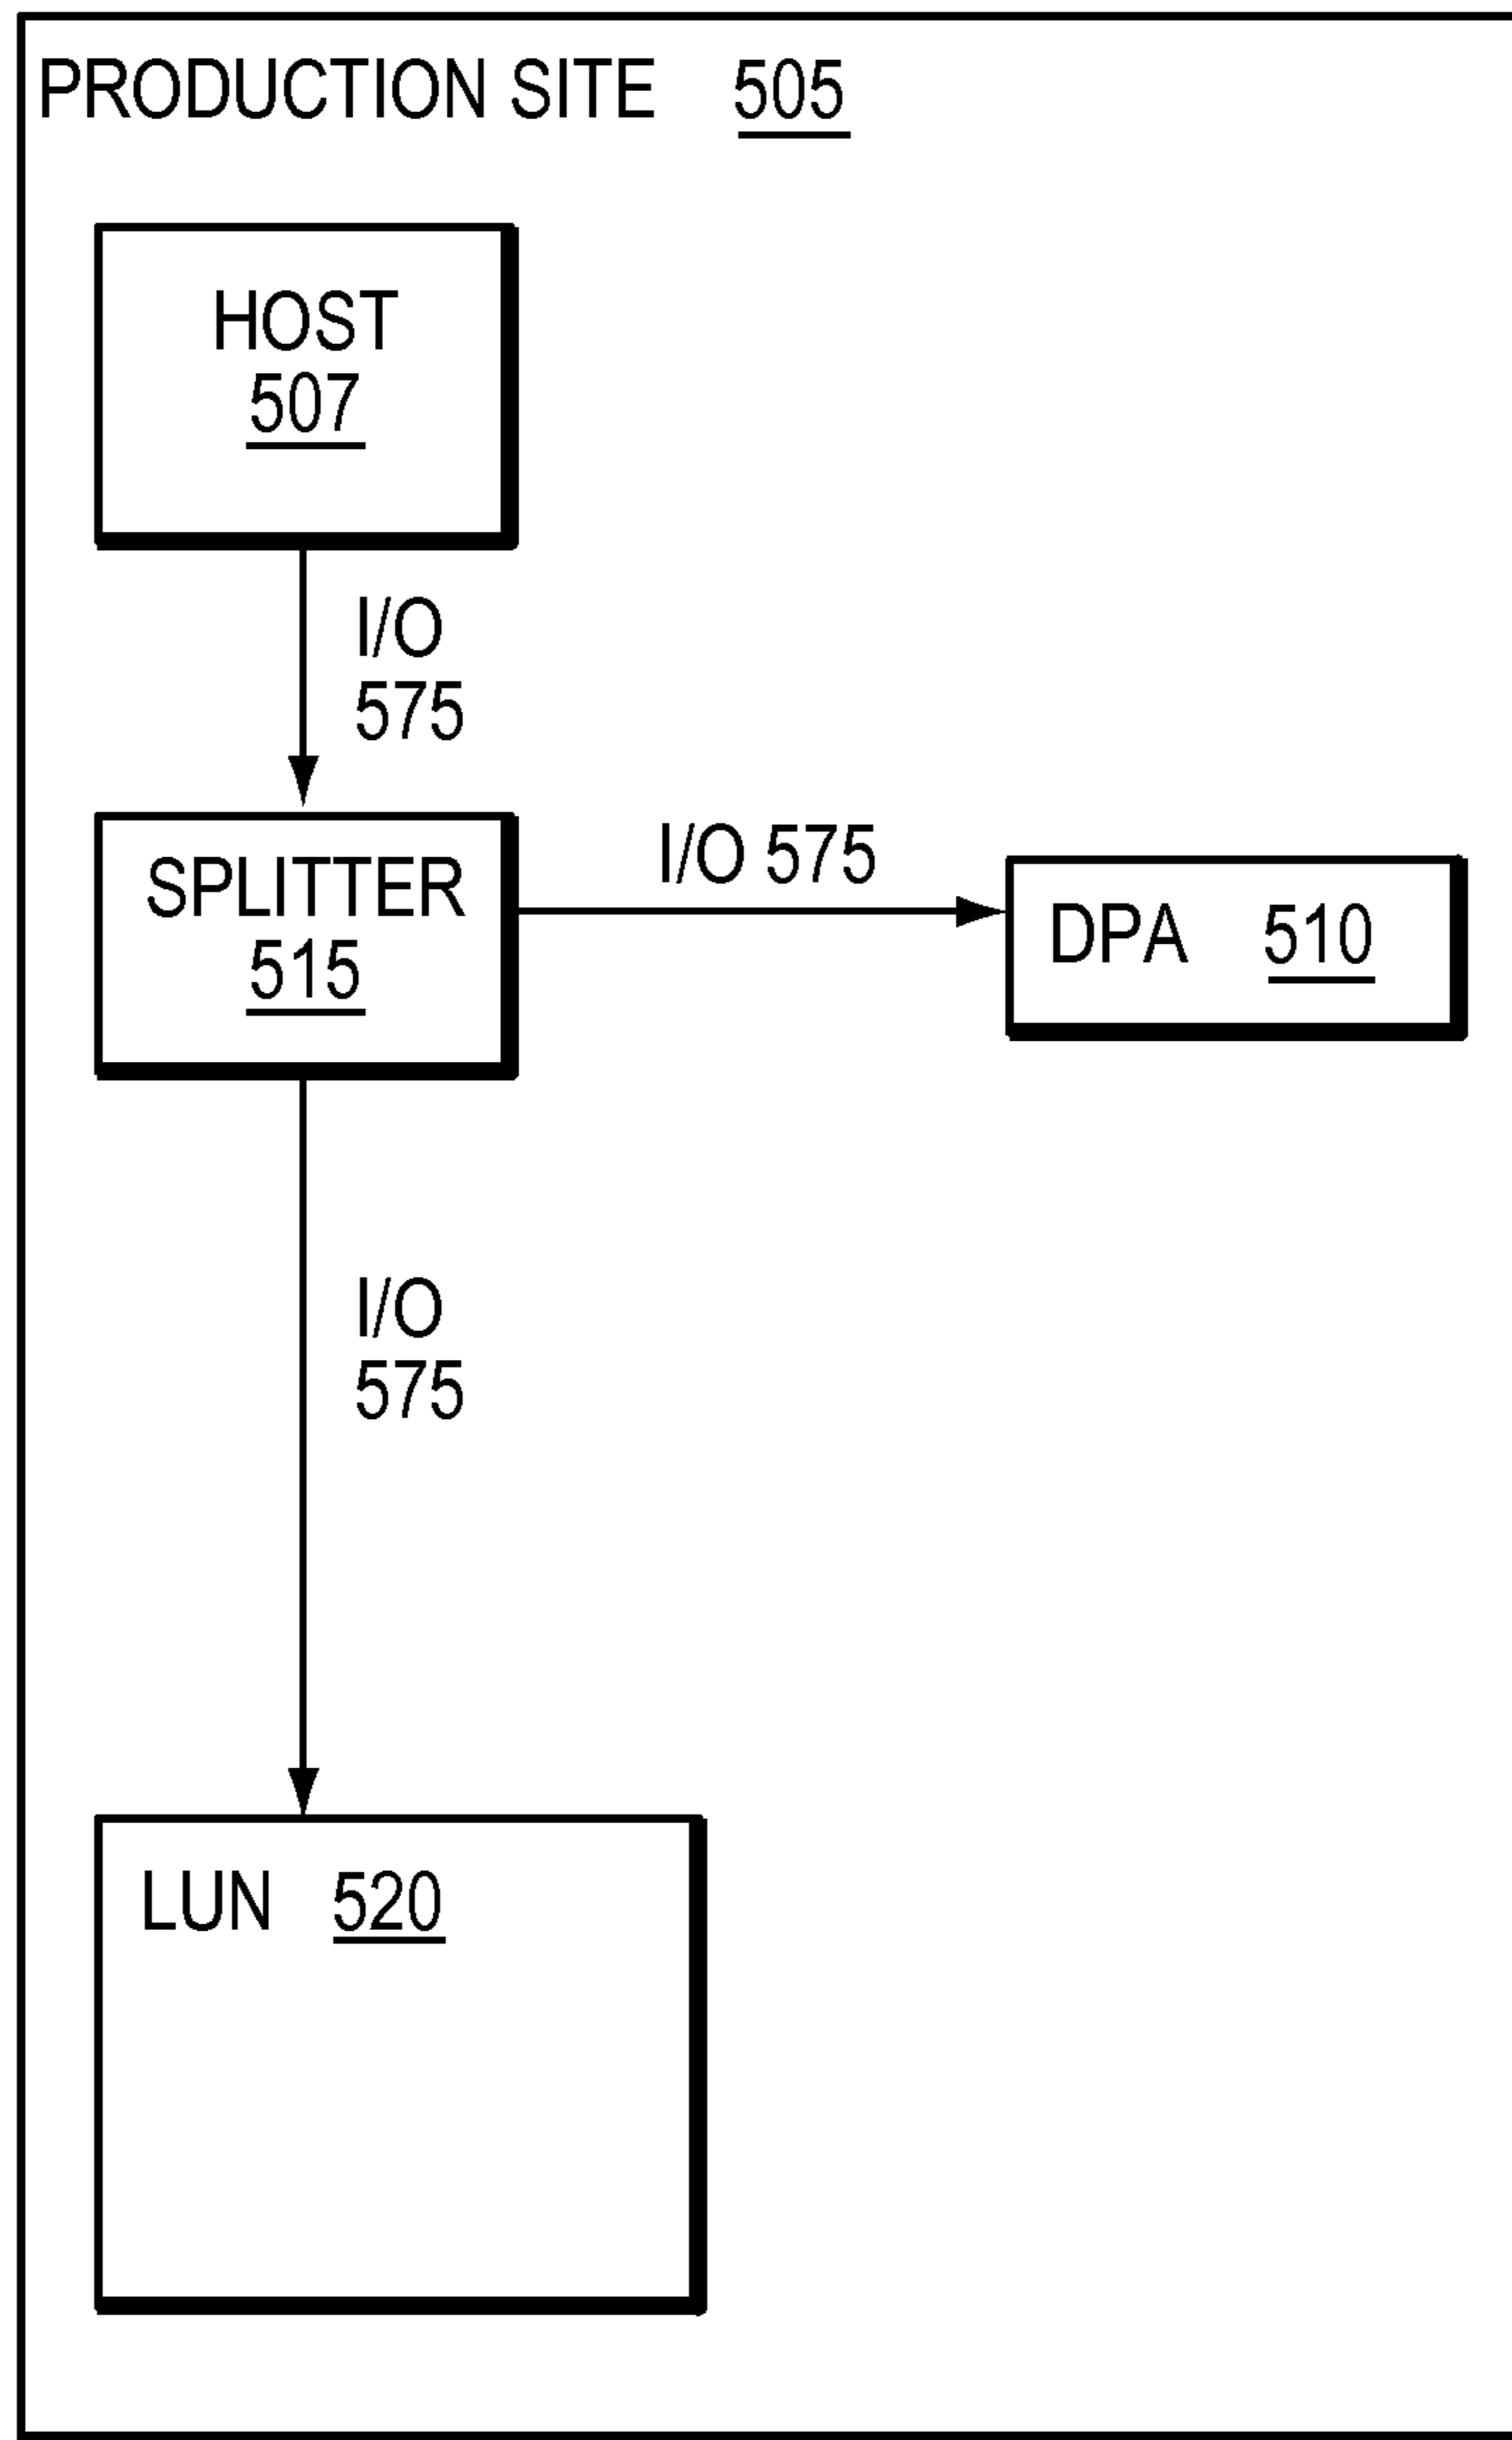 PRODUCTION SITE 505
HOST
507
I/O
575
SPLITTER
515
I/O 575
DPA 510
I/O
575
LUN 520